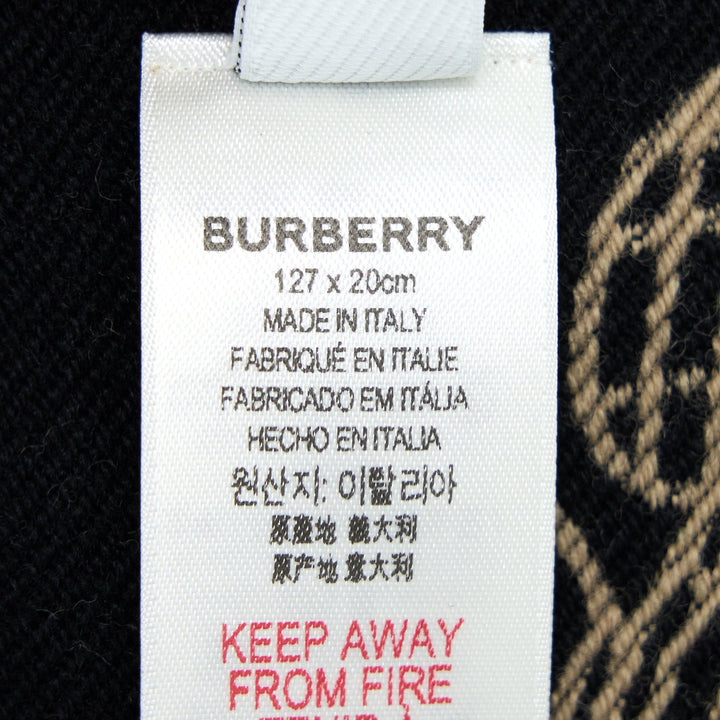 BURBERRY
127 x 20cm
MADE IN ITALY
FABRIQUÉ EN ITALIE
FABRICADO EM ITÁLIA
HECHO EN ITALIA
원산지: 이탈리아
原産地 義大利
原产地 意大利
KEEP AWAY
FROM FIRE